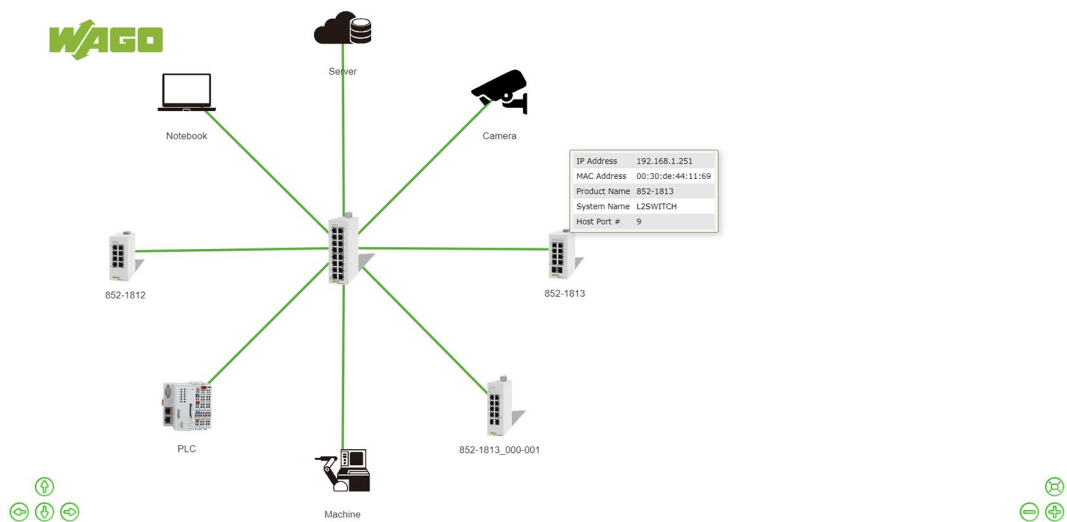 WAGO
Server
Notebook
Camera
IP Address 192.168.1.251
MAC Address 00:30:de:44:11:69
Product Name 852-1813
System Name L2SWITCH
Host Port # 9
852-1812
852-1813
PLC
852-1813_000-001
Machine